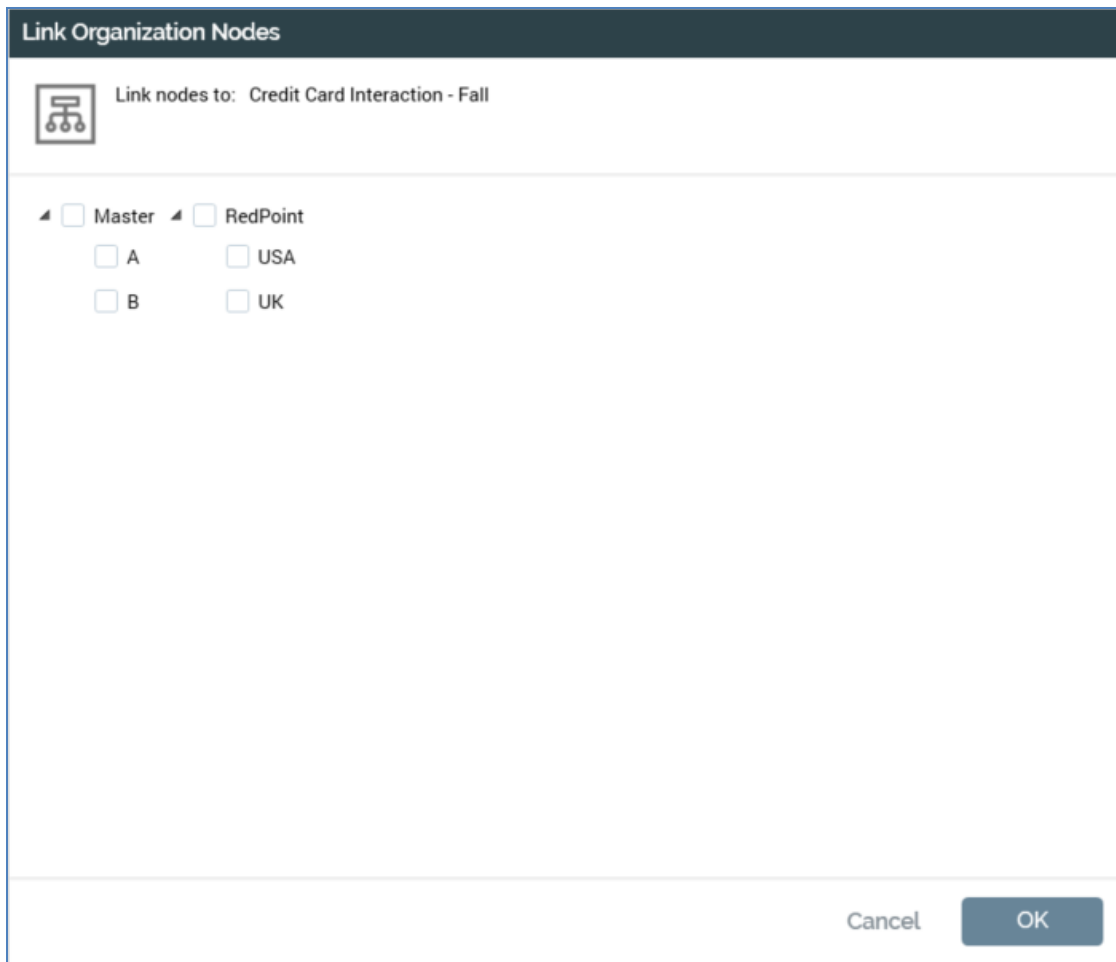 Link Organization Nodes
Link nodes to: Credit Card Interaction - Fall
Master RedPoint
A USA
B UK
Cancel OK